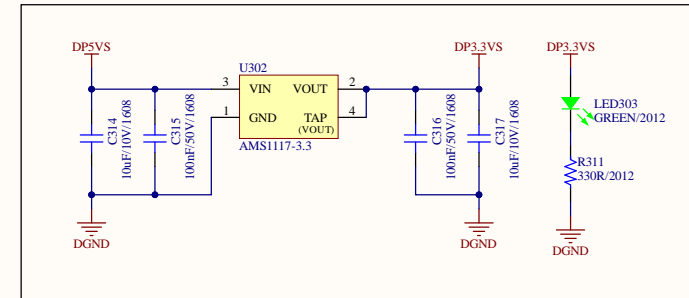 DP5VS
DP3.3VS
DP3.3VS
U302
3 VIN VOUT 2
1 GND TAP 4
(VOUT)
AMS1117-3.3
C314
10uF/10V/1608
C315
100nF/50V/1608
C316
100nF/50V/1608
C317
10uF/10V/1608
LED303
GREEN/2012
R311
330R/2012
DGND
DGND
DGND